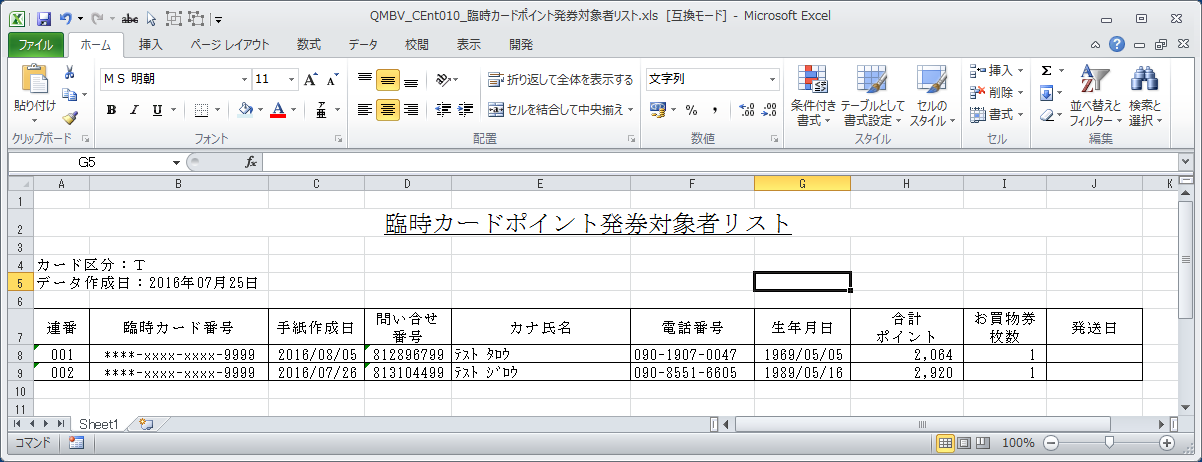 QMBV_CEnt010_臨時カードポイント発券対象者リスト.xls [互換モード] - Microsoft Excel
ファイル ホーム 挿入 ページ レイアウト 数式 データ 校閲 表示 開発
貼り付け
クリップボード
MS 明朝 11
B I U
フォント
折り返して全体を表示する
セルを結合して中央揃え
配置
文字列
数値
条件付き書式
テーブルとして書式設定
セルのスタイル
スタイル
挿入
削除
書式
セル
並べ替えとフィルター
検索と選択
編集
G5 fx
A B C D E F G H I J K
1
2 臨時カードポイント発券対象者リスト
3
4 カード区分:T
5 データ作成日:2016年07月25日
6
7 連番 臨時カード番号 手紙作成日 問い合せ番号 カナ氏名 電話番号 生年月日 合計ポイント お買物券枚数 発送日
8 001 ****-xxxx-xxxx-9999 2016/08/05 812896799 ﾃｽﾄ ﾀﾛｳ 090-1907-0047 1969/05/05 2,064 1
9 002 ****-xxxx-xxxx-9999 2016/07/26 813104499 ﾃｽﾄ ｼﾞﾛｳ 090-8551-6605 1989/05/16 2,920 1
10
11
Sheet1
コマンド 100%